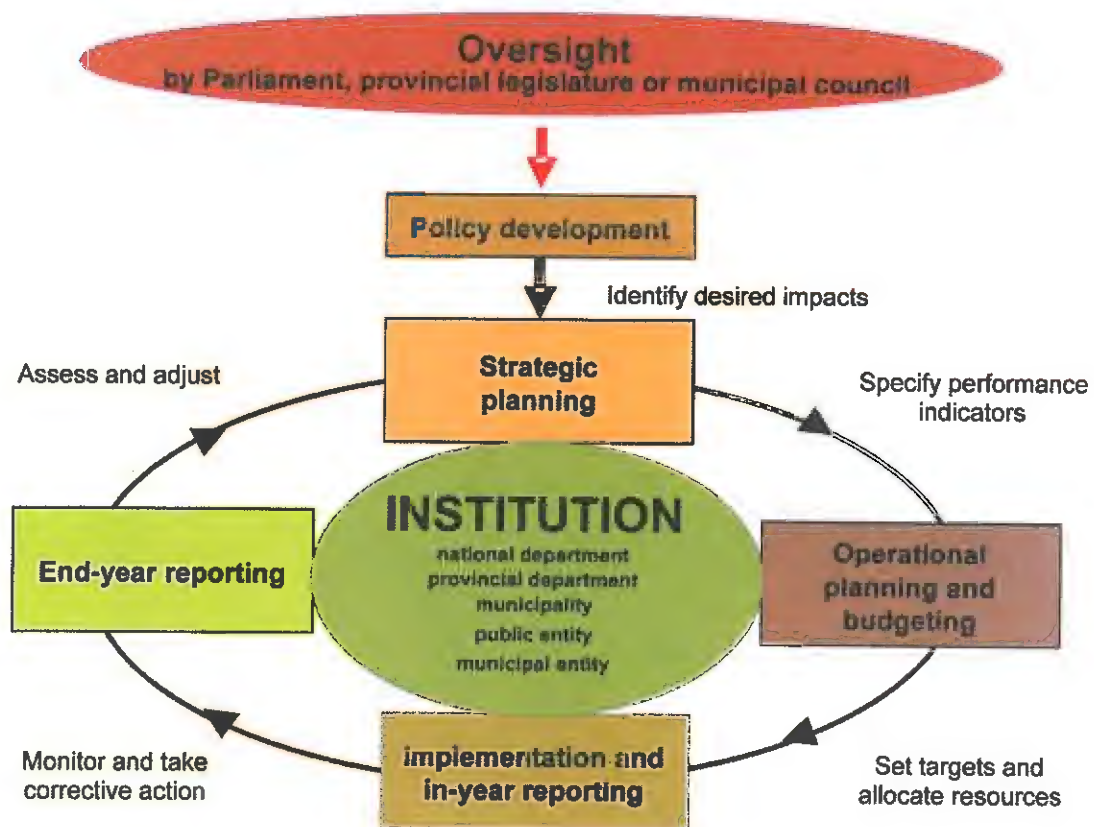 Oversight
by Parliament, provincial legislature or municipal council
Policy development
Identify desired impacts
Strategic
planning
Assess and adjust
Specify performance
indicators
INSTITUTION
national department
provincial department
municipality
public entity
municipal entity
End-year reporting
Operational
planning and
budgeting
Implementation and
in-year reporting
Monitor and take
corrective action
Set targets and
allocate resources